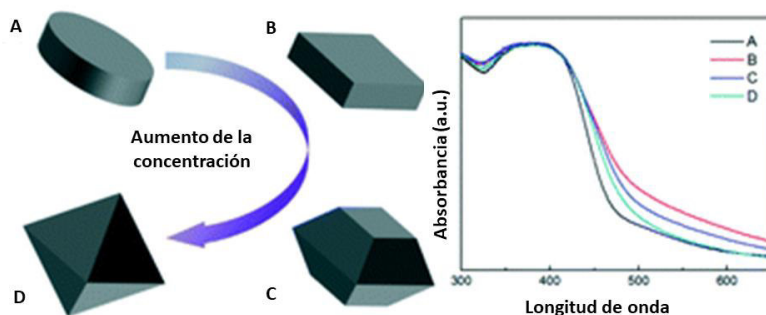 A
B
Aumento de la
concentración
D
C
Absorbancia (a.u.)
A
B
C
D
300
400
500
600
Longitud de onda